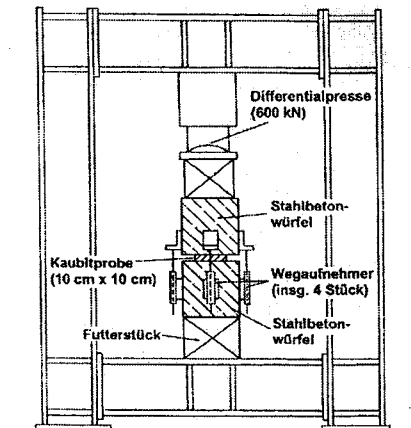 Differentialpresse
(600 kN)
Stahlbeton-
würfel
Kaubitprobe
(10 cm x 10 cm)
Wegaufnehmer
(insg. 4 Stück)
Stahlbeton-
würfel
Futterstück